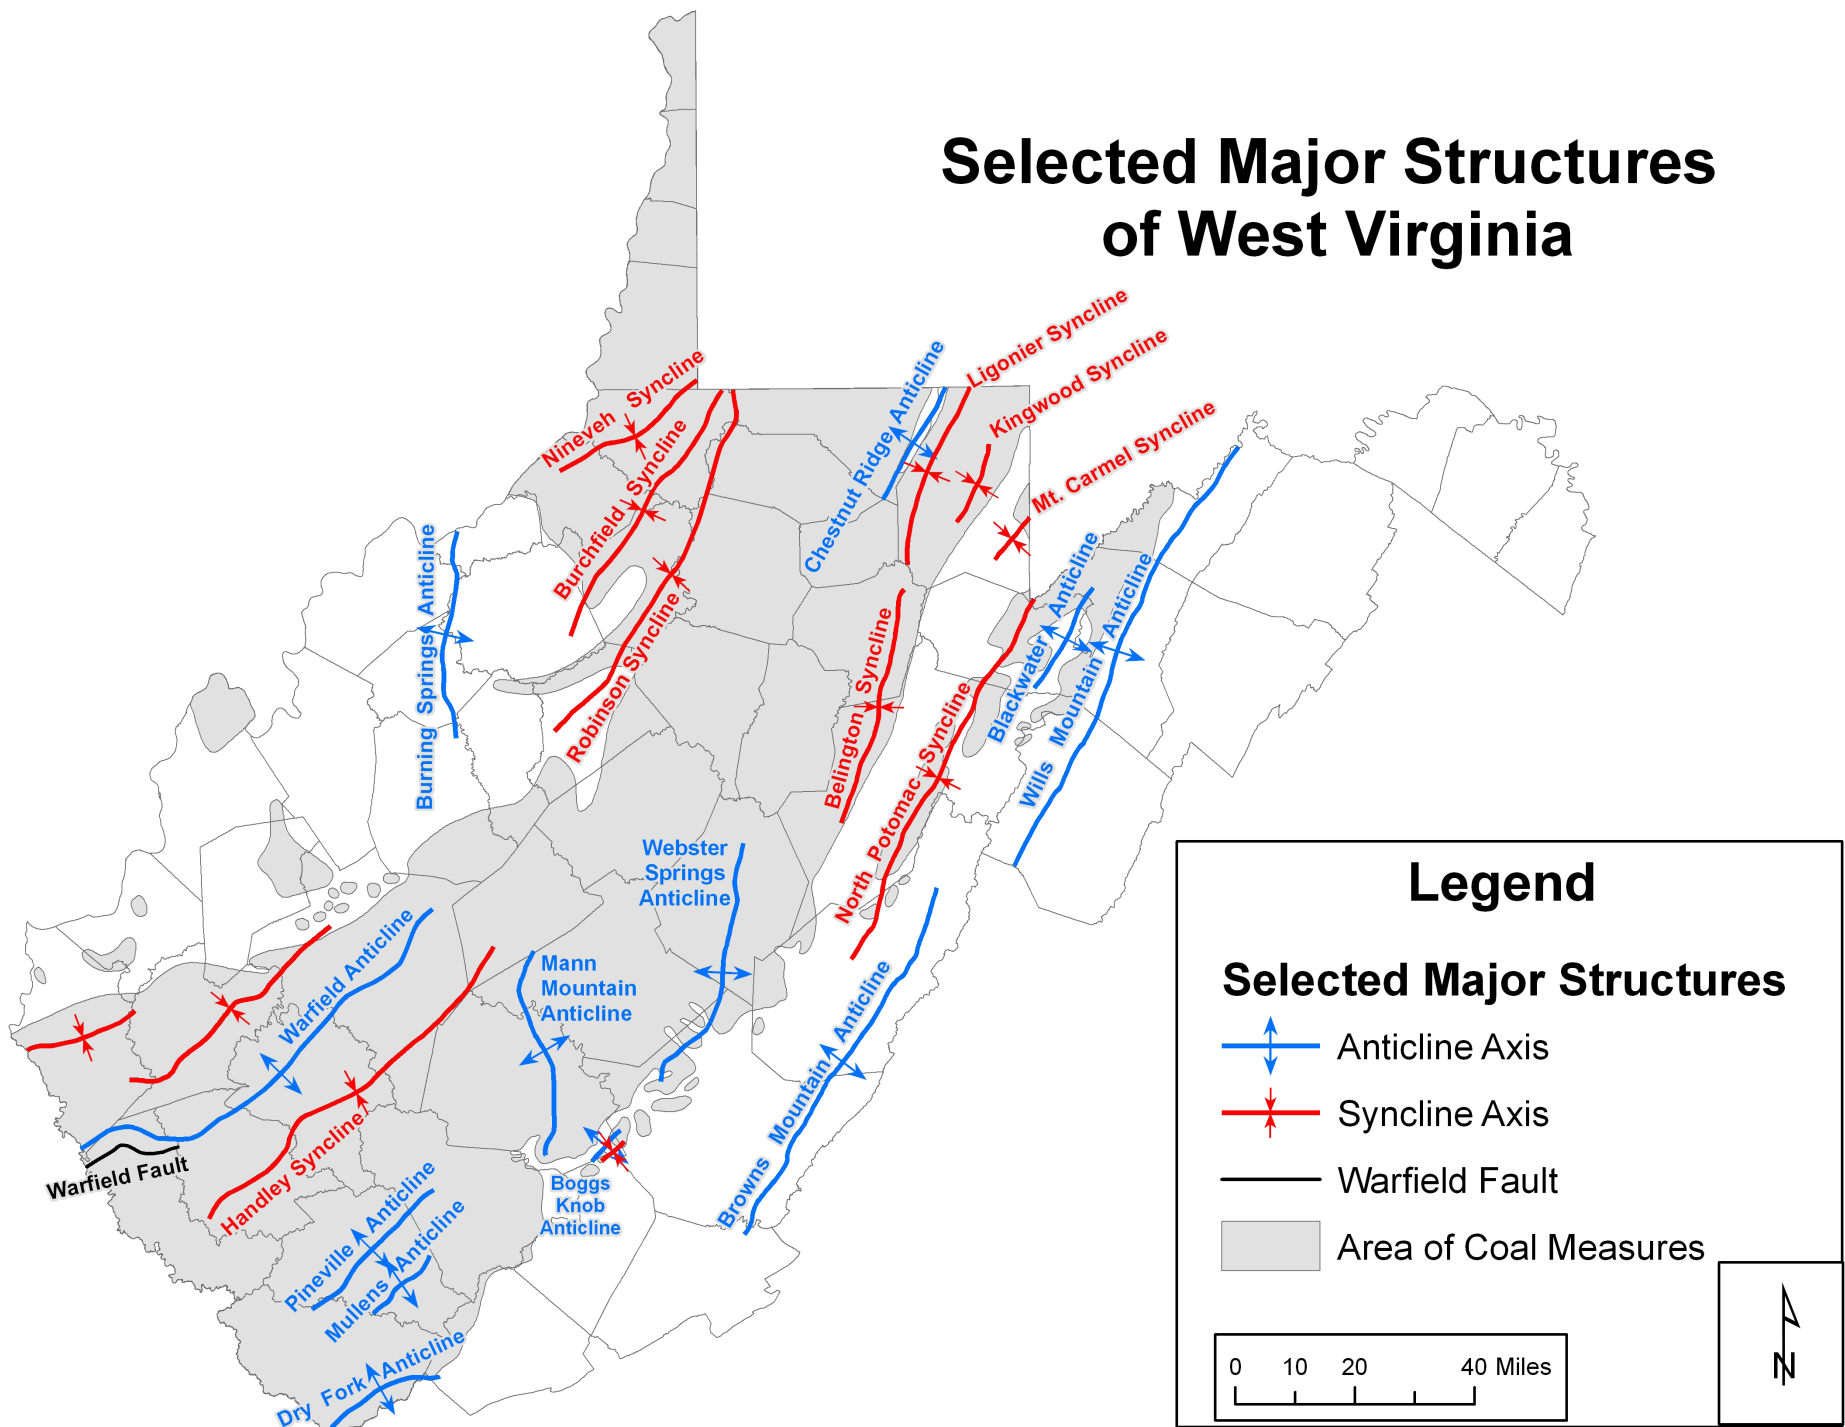 Selected Major Structures
of West Virginia
Ligonier Syncline
Kingwood Syncline
Chestnut Ridge Anticline
Nineveh Syncline
Mt. Carmel Syncline
Burchfield Syncline
Burning Springs Anticline
Robinson Syncline
Blackwater Anticline
Wills Mountain Anticline
Belington Syncline
North Potomac Syncline
Webster
Springs
Anticline
Warfield Anticline
Mann
Mountain
Anticline
Browns Mountain Anticline
Handley Syncline
Warfield Fault
Boggs
Knob
Anticline
Pineville Anticline
Mullens Anticline
Dry Fork Anticline
Legend
Selected Major Structures
Anticline Axis
Syncline Axis
Warfield Fault
Area of Coal Measures
0 10 20 40 Miles
N